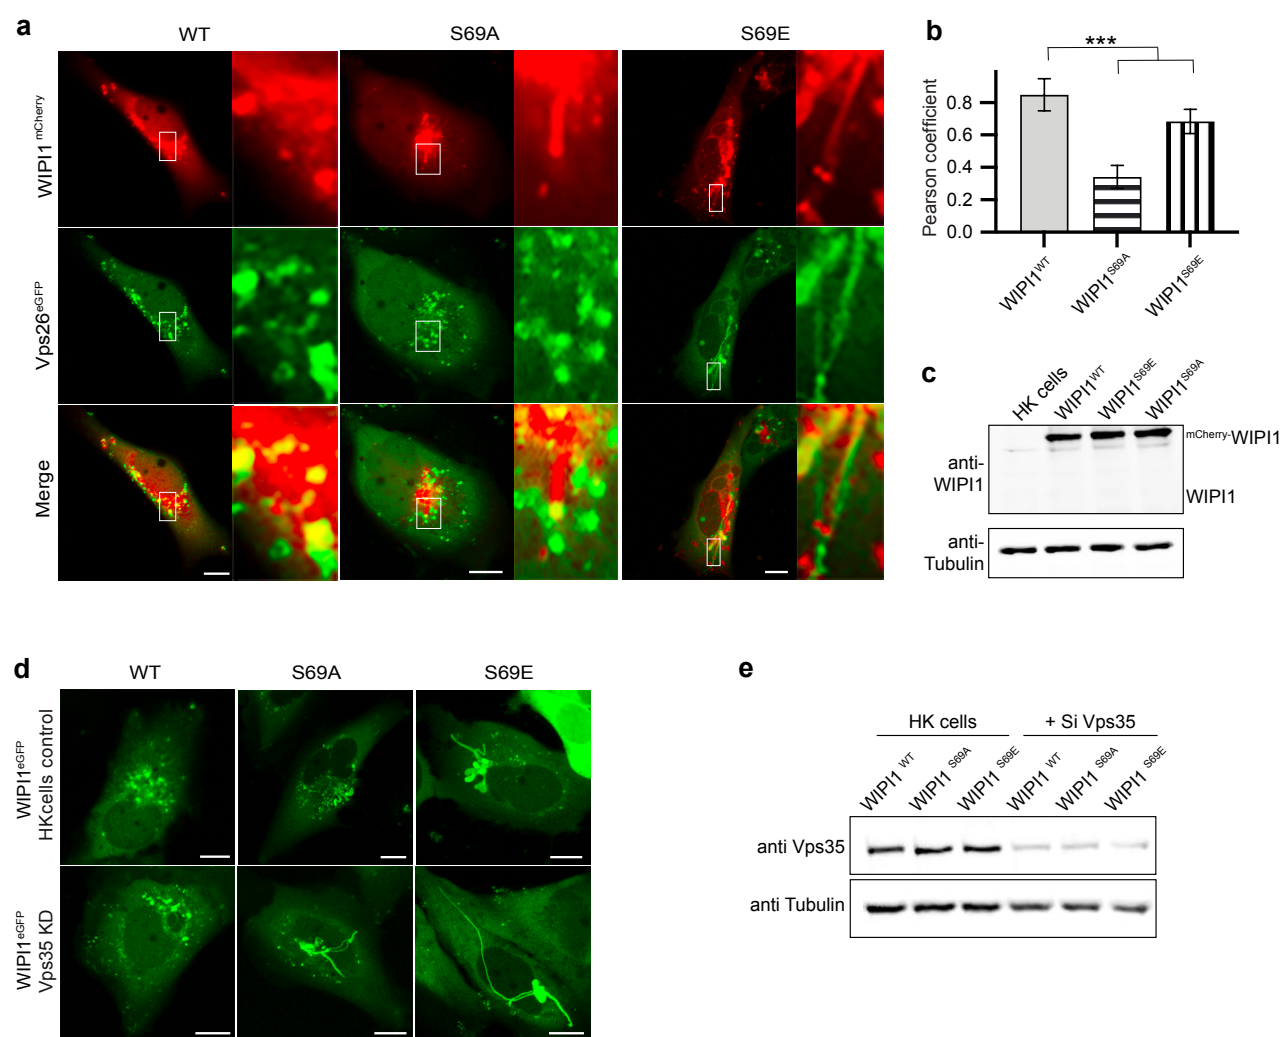 a
WT
S69A
S69E
WIPI1 mCherry
Vps26eGFP
Merge
b
***
Pearson coefficient
0.8
0.6
0.4
0.2
0.0
WIPI1WT
WIPI1S69A
WIPI1S69E
c
HK cells
WIPI1WT
WIPI1S69E
WIPI1S69A
anti-
WIPI1
mCherry-WIPI1
WIPI1
anti-
Tubulin
d
WT
S69A
S69E
WIPI1eGFP
HKcells control
WIPI1eGFP
Vps35 KD
e
HK cells
+ Si Vps35
WIPI1 WT
WIPI1 S69A
WIPI1 S69E
WIPI1 WT
WIPI1 S69A
WIPI1 S69E
anti Vps35
anti Tubulin